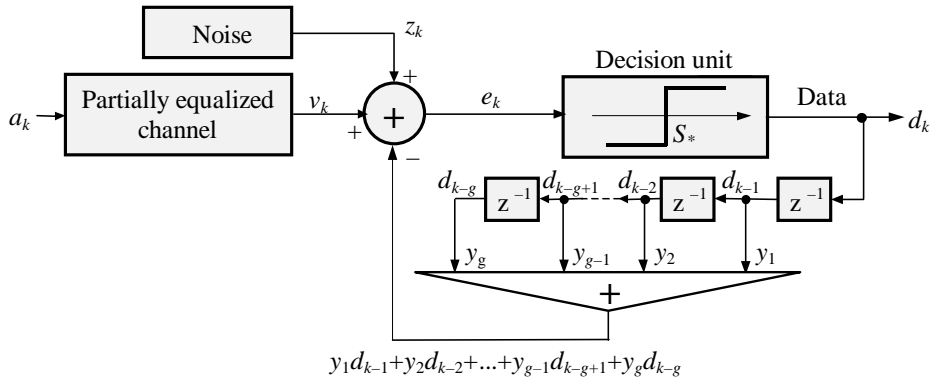 Noise
z_k
Decision unit
Partially equalized
channel
a_k
v_k
+
+
+
−
e_k
S_*
Data
d_k
d_{k–g}
z^{–1}
d_{k–g+1}
d_{k–2}
z^{–1}
d_{k–1}
z^{–1}
y_g
y_{g–1}
y_2
y_1
+
y_1d_{k–1}+y_2d_{k–2}+...+y_{g–1}d_{k–g+1}+y_gd_{k–g}